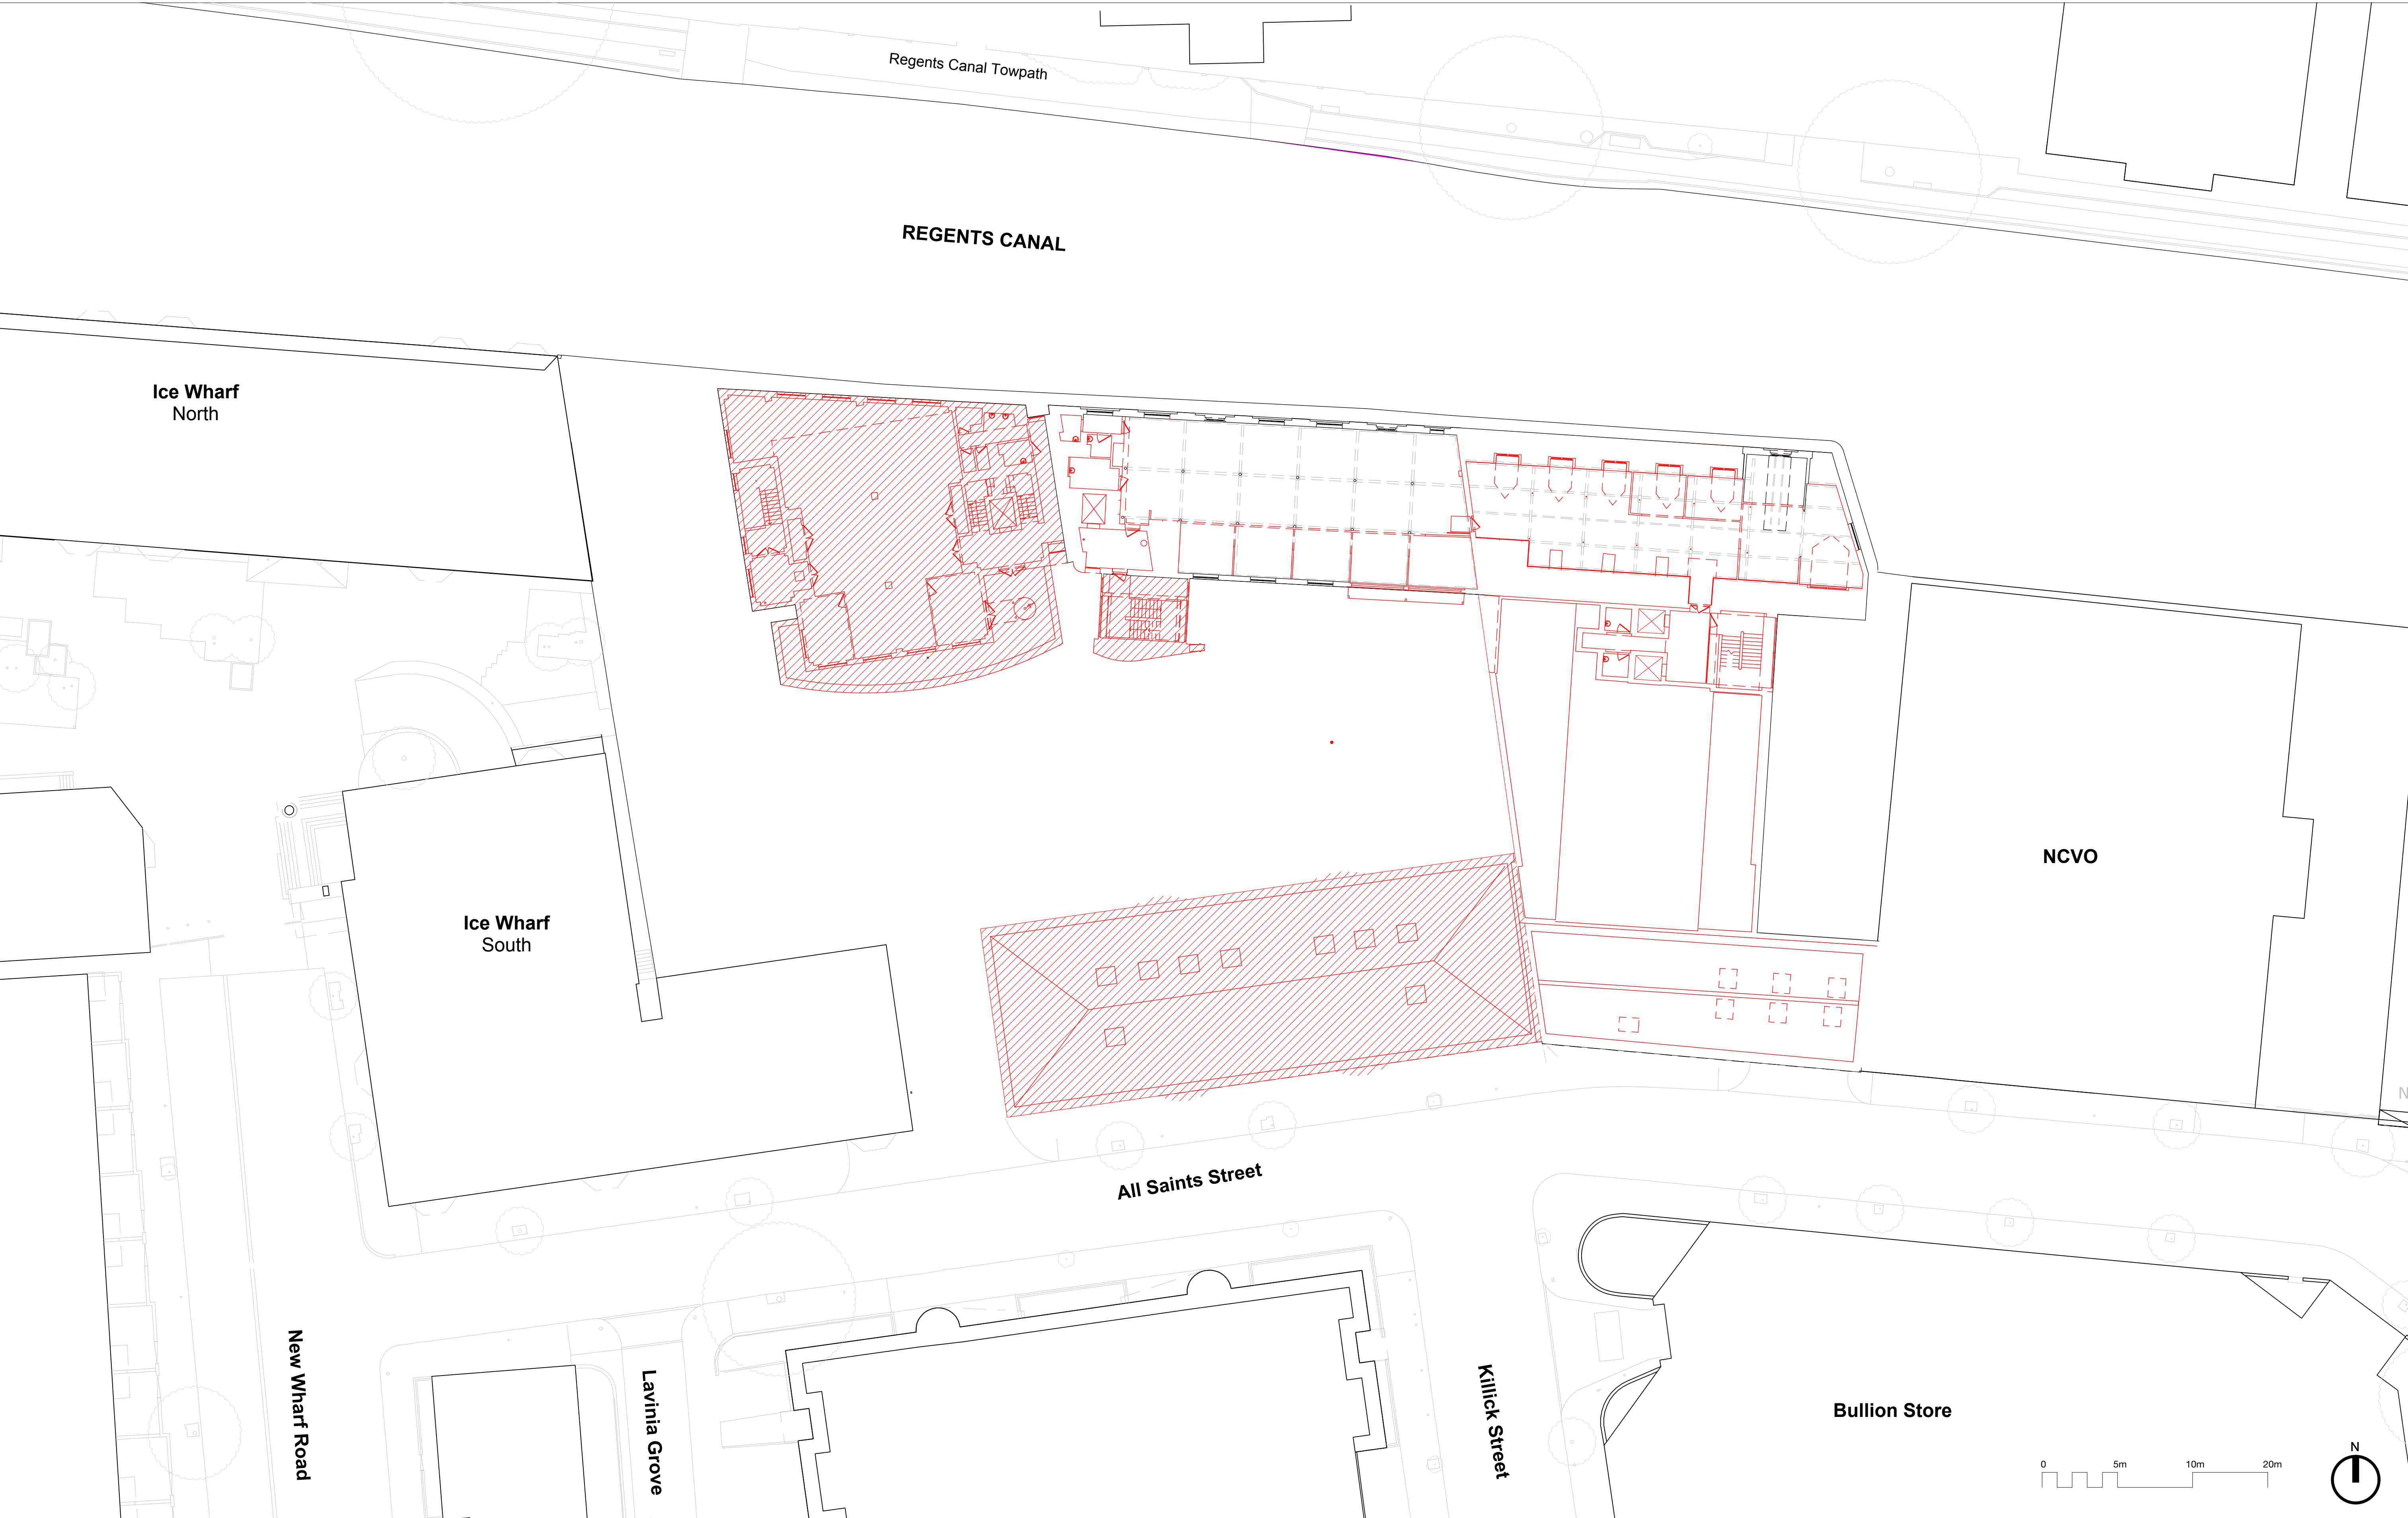 Regents Canal Towpath
REGENTS CANAL
Ice Wharf
North
NCVO
Ice Wharf
South
N
All Saints Street
New Wharf Road
Lavinia Grove
Killick Street
Bullion Store
N
0 5m 10m 20m